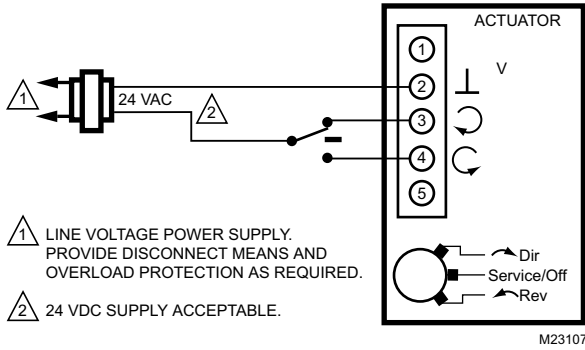 ACTUATOR
1
V
2
1
24 VAC
2
3
4
5
1 LINE VOLTAGE POWER SUPPLY.
PROVIDE DISCONNECT MEANS AND
OVERLOAD PROTECTION AS REQUIRED.
2 24 VDC SUPPLY ACCEPTABLE.
Dir
Service/Off
Rev
M23107